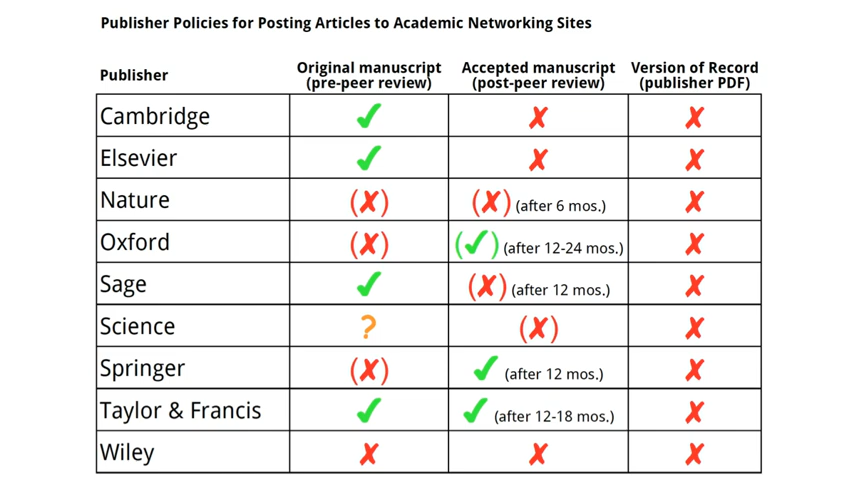 Publisher Policies for Posting Articles to Academic Networking Sites
Publisher
Original manuscript
(pre-peer review)
Accepted manuscript
(post-peer review)
Version of Record
(publisher PDF)
Cambridge ✔ ✘ ✘
Elsevier ✔ ✘ ✘
Nature (✘) (✘) (after 6 mos.) ✘
Oxford (✘) (✔) (after 12-24 mos.) ✘
Sage ✔ (✘) (after 12 mos.) ✘
Science ? (✘) ✘
Springer (✘) ✔ (after 12 mos.) ✘
Taylor & Francis ✔ ✔ (after 12-18 mos.) ✘
Wiley ✘ ✘ ✘